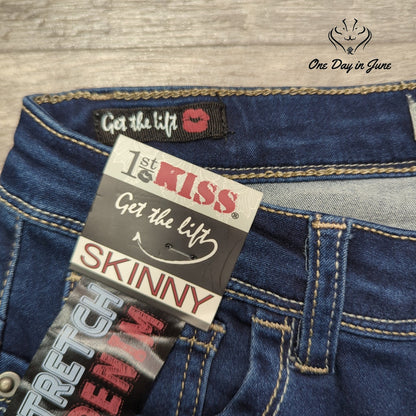 One Day in June
Get the lift
1st
KISS®
Get the lift
SKINNY
STRETCH
DENIM